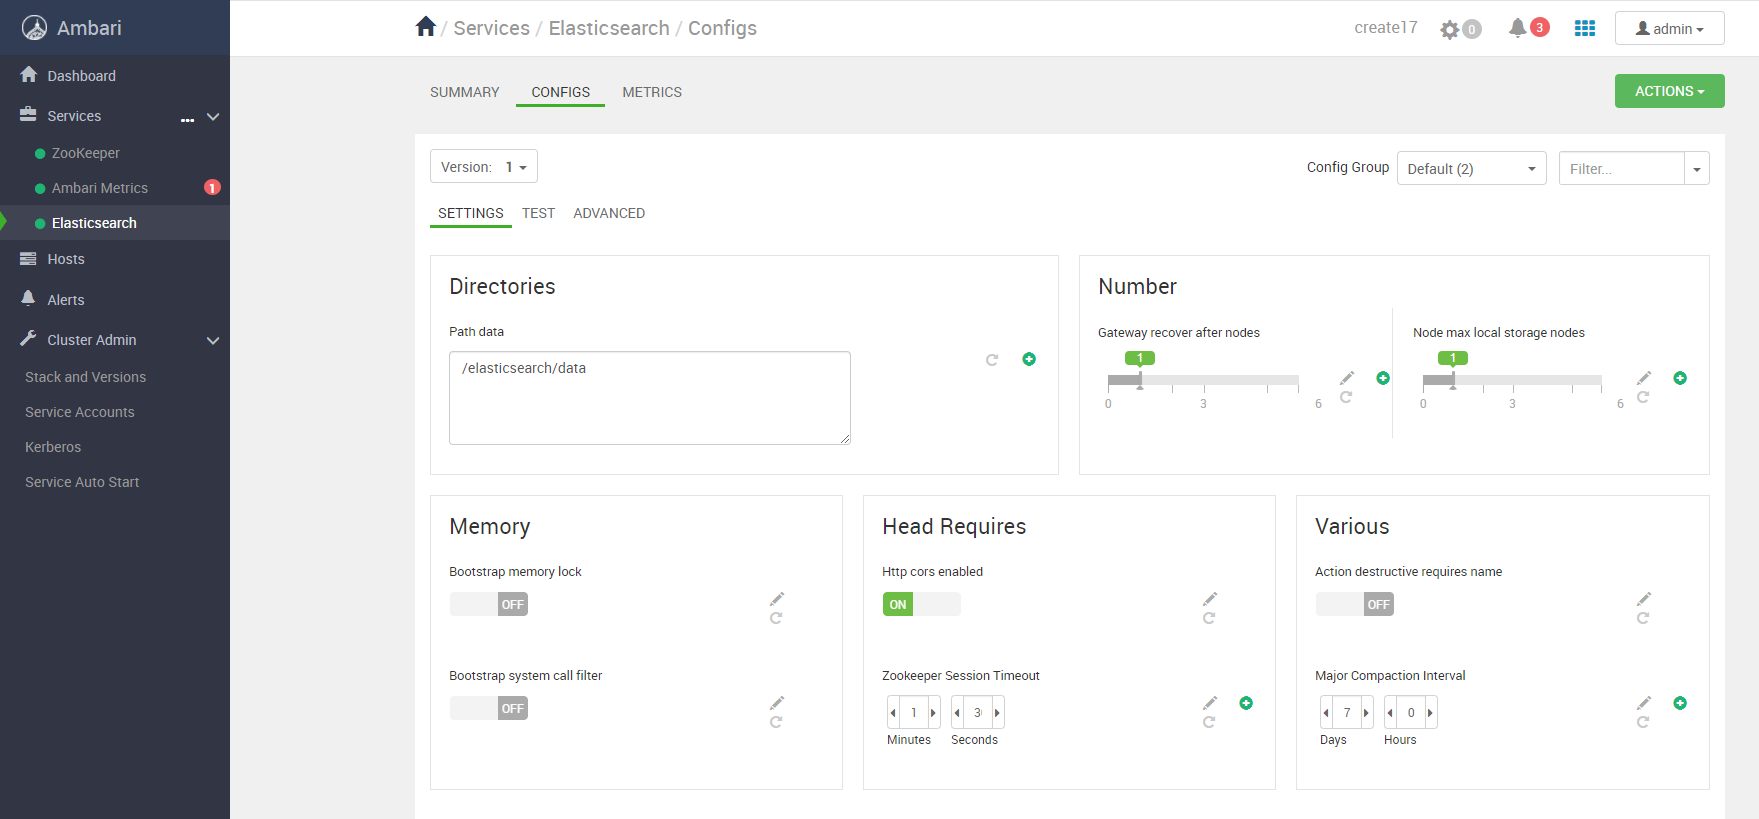 Ambari
/ Services / Elasticsearch / Configs
create17
0
3
admin
Dashboard
Services
...
ZooKeeper
Ambari Metrics
1
Elasticsearch
Hosts
Alerts
Cluster Admin
Stack and Versions
Service Accounts
Kerberos
Service Auto Start
SUMMARY CONFIGS METRICS
ACTIONS
Version: 1
Config Group Default (2) Filter...
SETTINGS TEST ADVANCED
Directories
Path data
/elasticsearch/data
Number
Gateway recover after nodes
1
0 3 6
Node max local storage nodes
1
0 3 6
Memory
Bootstrap memory lock
OFF
Bootstrap system call filter
OFF
Head Requires
Http cors enabled
ON
Zookeeper Session Timeout
1
Minutes Seconds
Various
Action destructive requires name
OFF
Major Compaction Interval
7 0
Days Hours